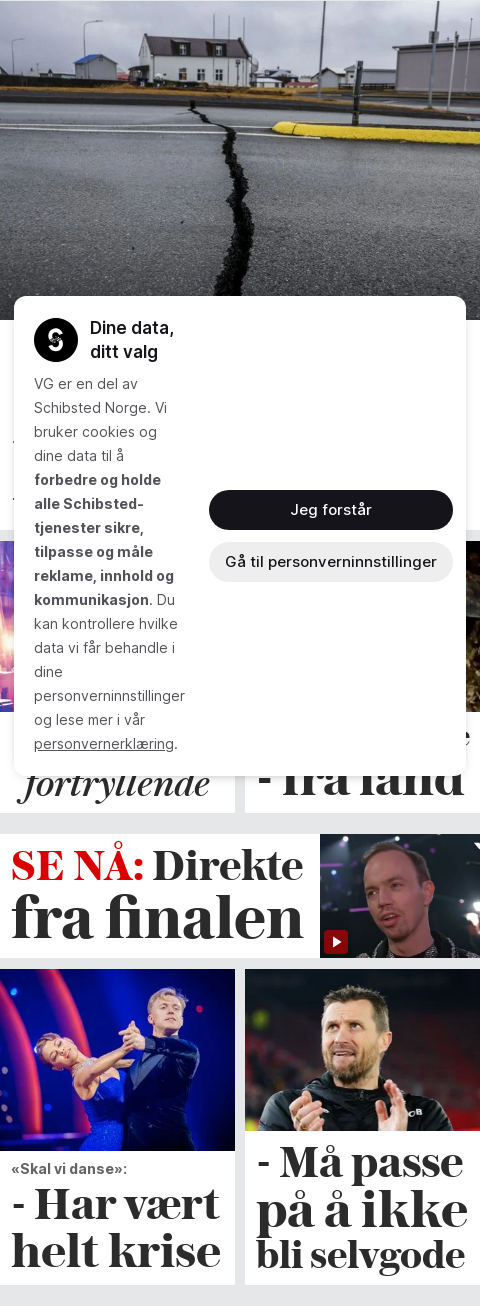 Dine data,
ditt valg
VG er en del av
Schibsted Norge. Vi
bruker cookies og
dine data til å
forbedre og holde
alle Schibsted-
tjenester sikre,
tilpasse og måle
reklame, innhold og
kommunikasjon. Du
kan kontrollere hvilke
data vi får behandle i
dine
personverninnstillinger
og lese mer i vår
personvernerklæring.
Jeg forstår
Gå til personverninnstillinger
fortryllende
- fra land
SE NÅ: Direkte
fra finalen
«Skal vi danse»:
- Har vært
helt krise
- Må passe
på å ikke
bli selvgode